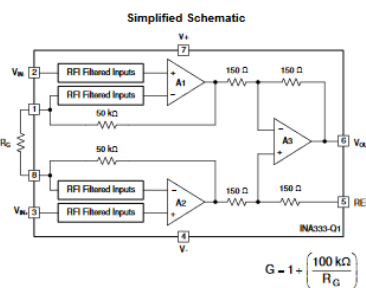 Simplified Schematic
V+
7
VIN- 2 RFI Filtered Inputs
+
A1
−
150 Ω 150 Ω
1 RFI Filtered Inputs
50 kΩ
RG
−
A3
+
6
50 kΩ
8
RFI Filtered Inputs
−
A2
+
150 Ω 150 Ω
VIN+ 3 RFI Filtered Inputs
5
INA333-Q1
4
V-
G = 1 + (100 kΩ / RG)